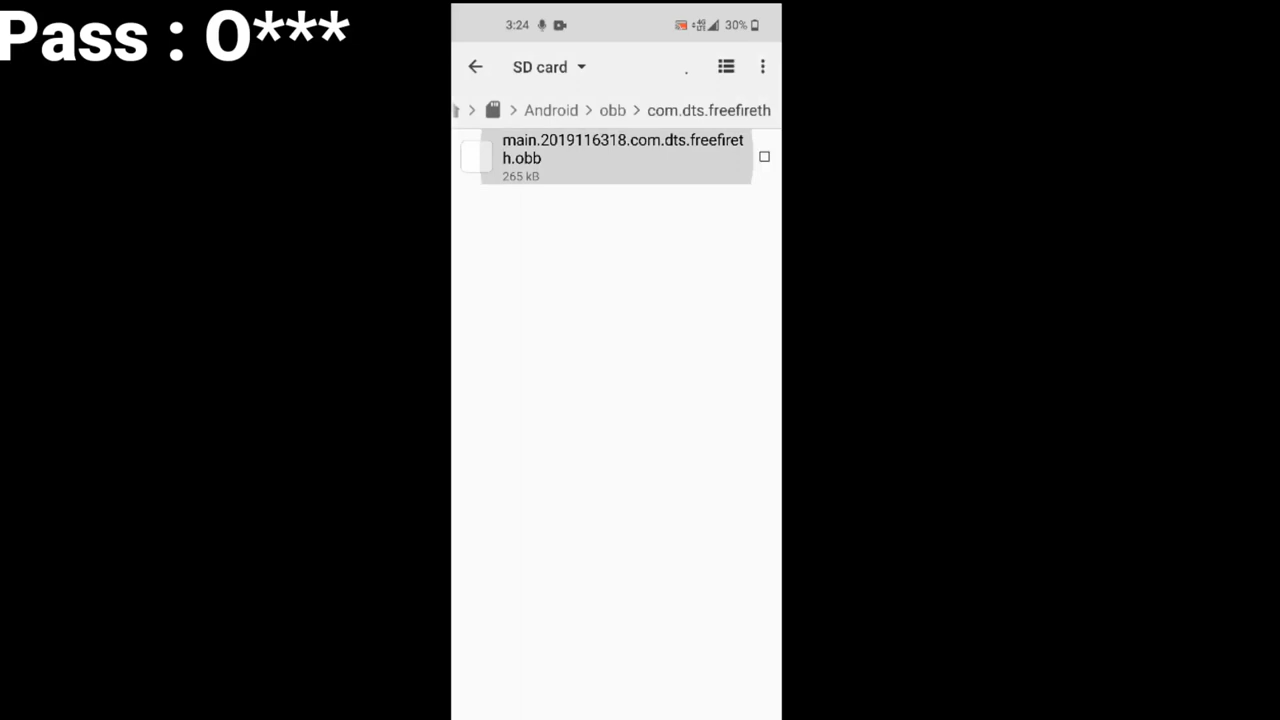 Pass : O***
3:24 30%
SD card
Android > obb > com.dts.freefireth
main.2019116318.com.dts.freefiret
h.obb
265 kB